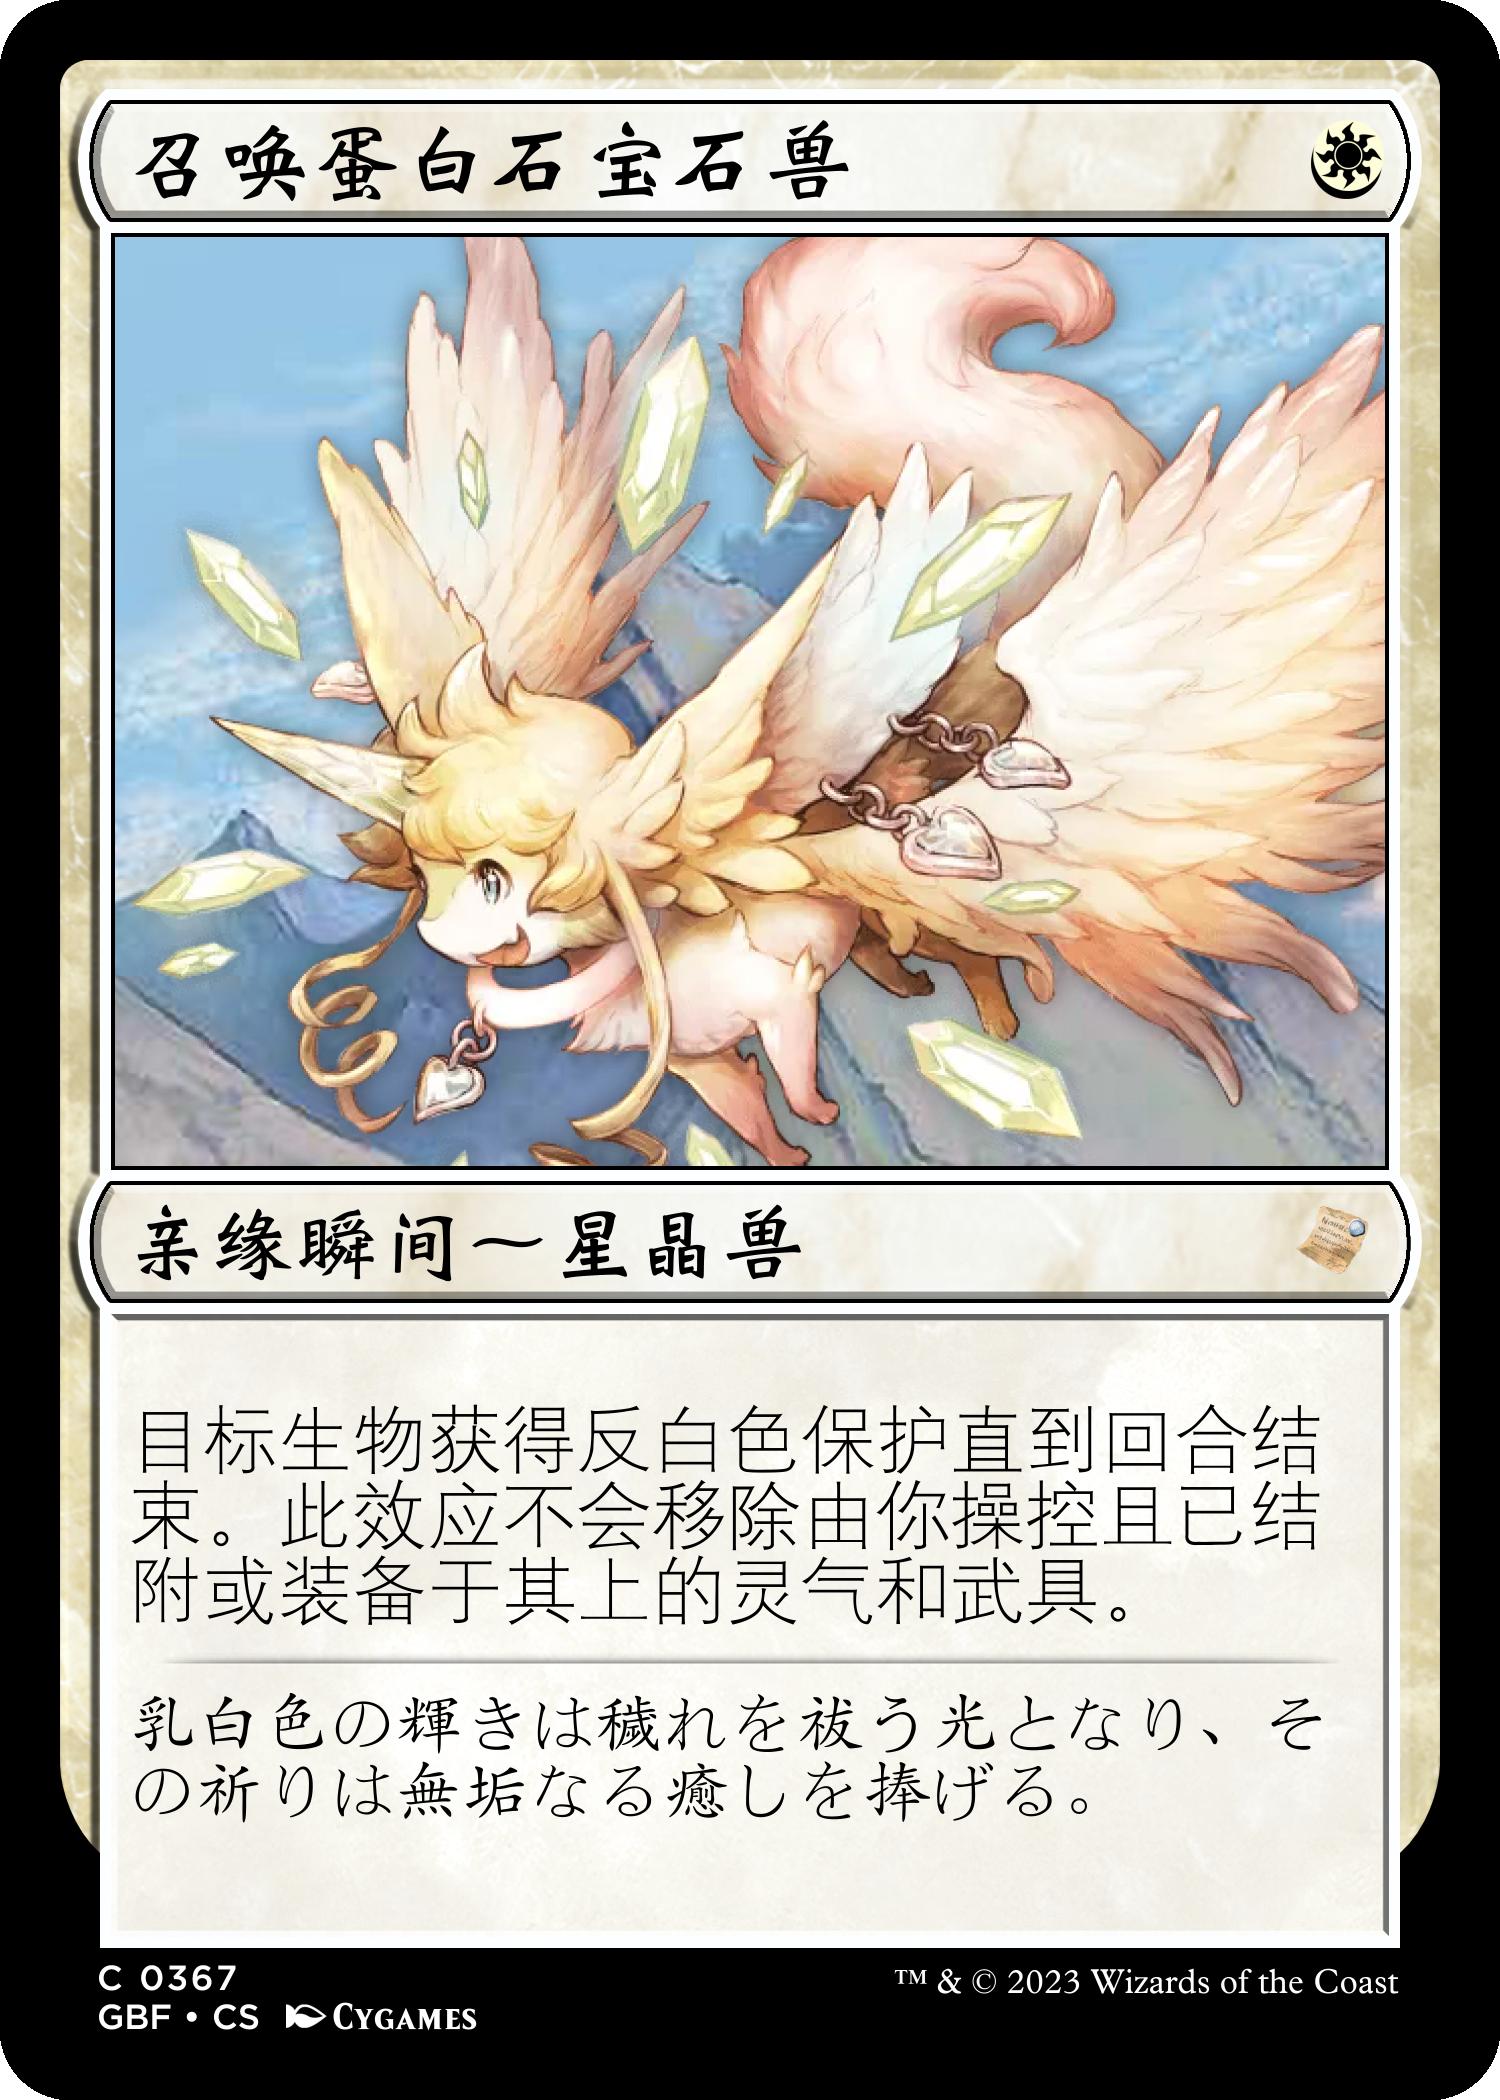 召唤蛋白石宝石兽
亲缘瞬间～星晶兽
目标生物获得反白色保护直到回合结
束。此效应不会移除由你操控且已结
附或装备于其上的灵气和武具。
乳白色の輝きは穢れを祓う光となり、そ
の祈りは無垢なる癒しを捧げる。
C 0367
™ & © 2023 Wizards of the Coast
GBF • CS CYGAMES